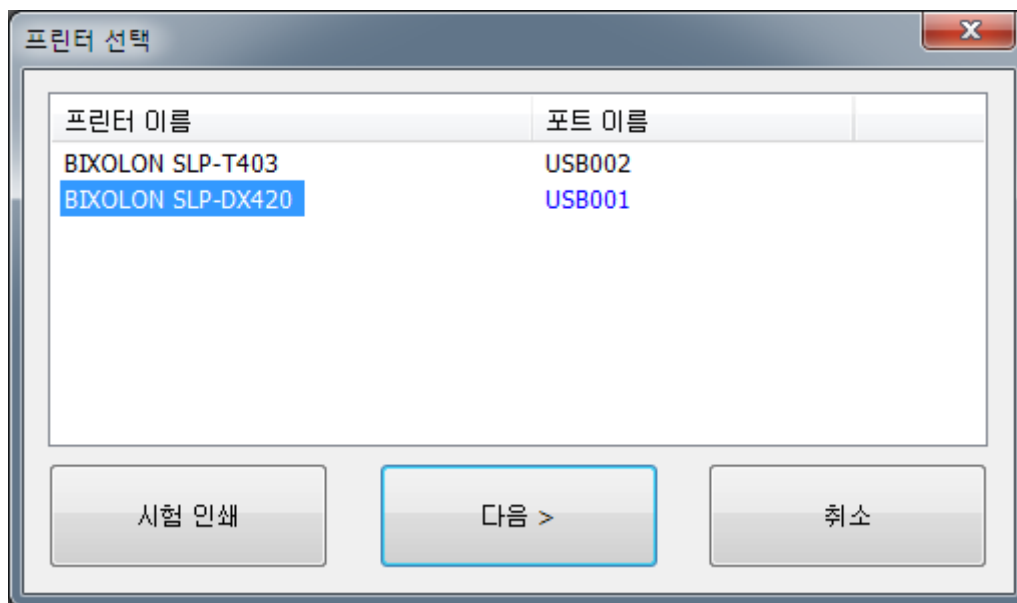 프린터 선택
프린터 이름 포트 이름
BIXOLON SLP-T403 USB002
BIXOLON SLP-DX420 USB001
시험 인쇄 다음 > 취소